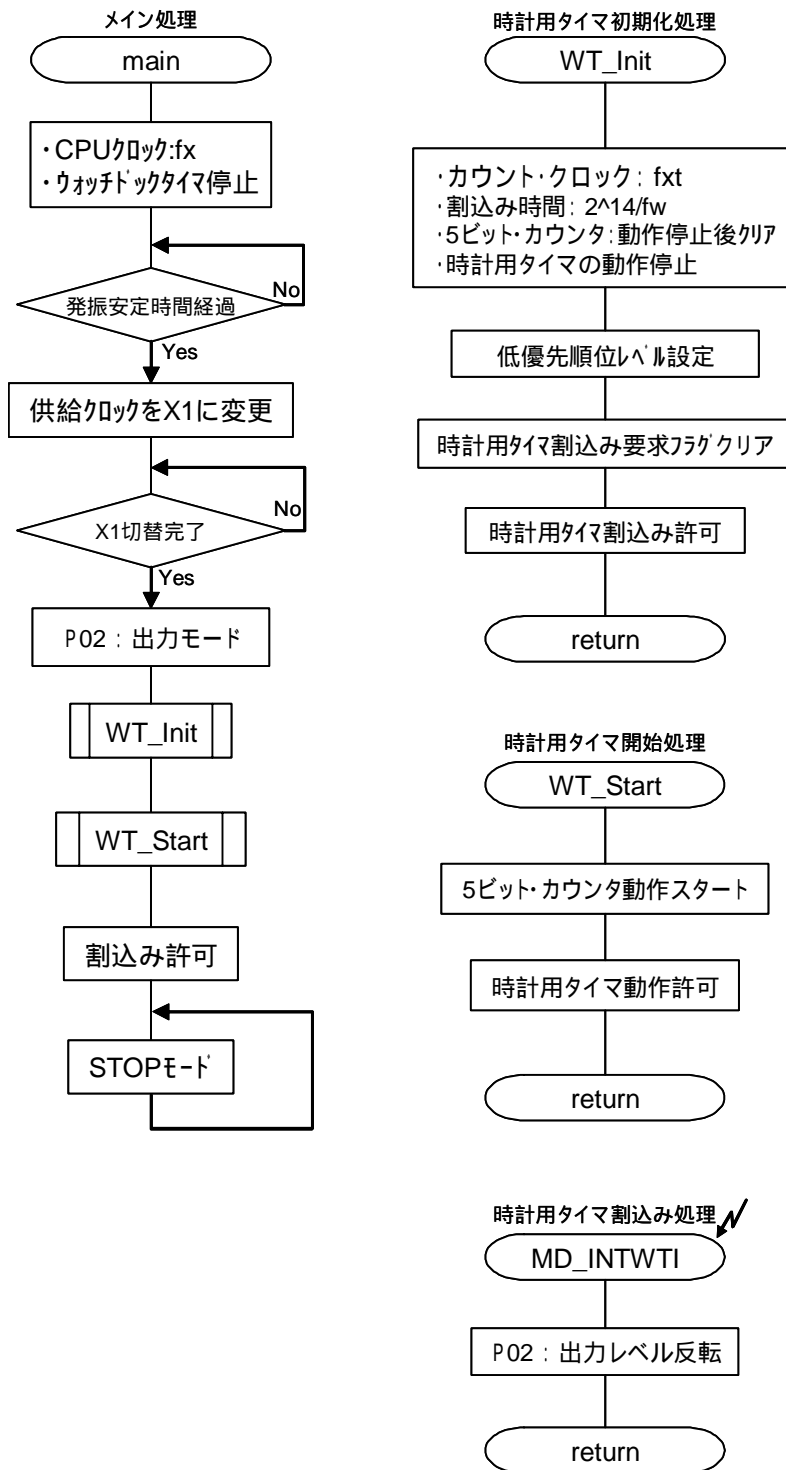 メイン処理
main
・CPUクロック:fx
・ウォッチドックタイマ停止
発振安定時間経過
No
Yes
供給クロックをX1に変更
X1切替完了
No
Yes
P02：出力モード
WT_Init
WT_Start
割込み許可
STOPモード
時計用タイマ初期化処理
WT_Init
・カウント・クロック：fxt
・割込み時間：2^14/fw
・5ビット・カウンタ：動作停止後クリア
・時計用タイマの動作停止
低優先順位レベル設定
時計用タイマ割込み要求フラグクリア
時計用タイマ割込み許可
return
時計用タイマ開始処理
WT_Start
5ビット・カウンタ動作スタート
時計用タイマ動作許可
return
時計用タイマ割込み処理
MD_INTWTI
P02：出力レベル反転
return